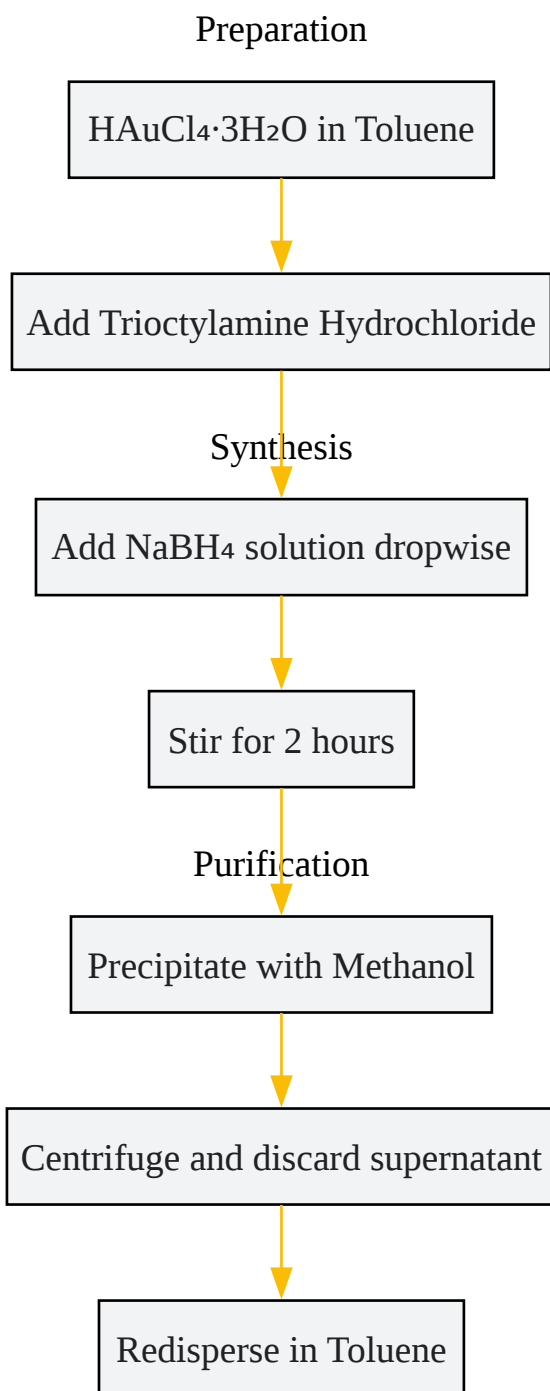 Preparation
HAuCl₄·3H₂O in Toluene
Add Trioctylamine Hydrochloride
Synthesis
Add NaBH₄ solution dropwise
Stir for 2 hours
Purification
Precipitate with Methanol
Centrifuge and discard supernatant
Redisperse in Toluene